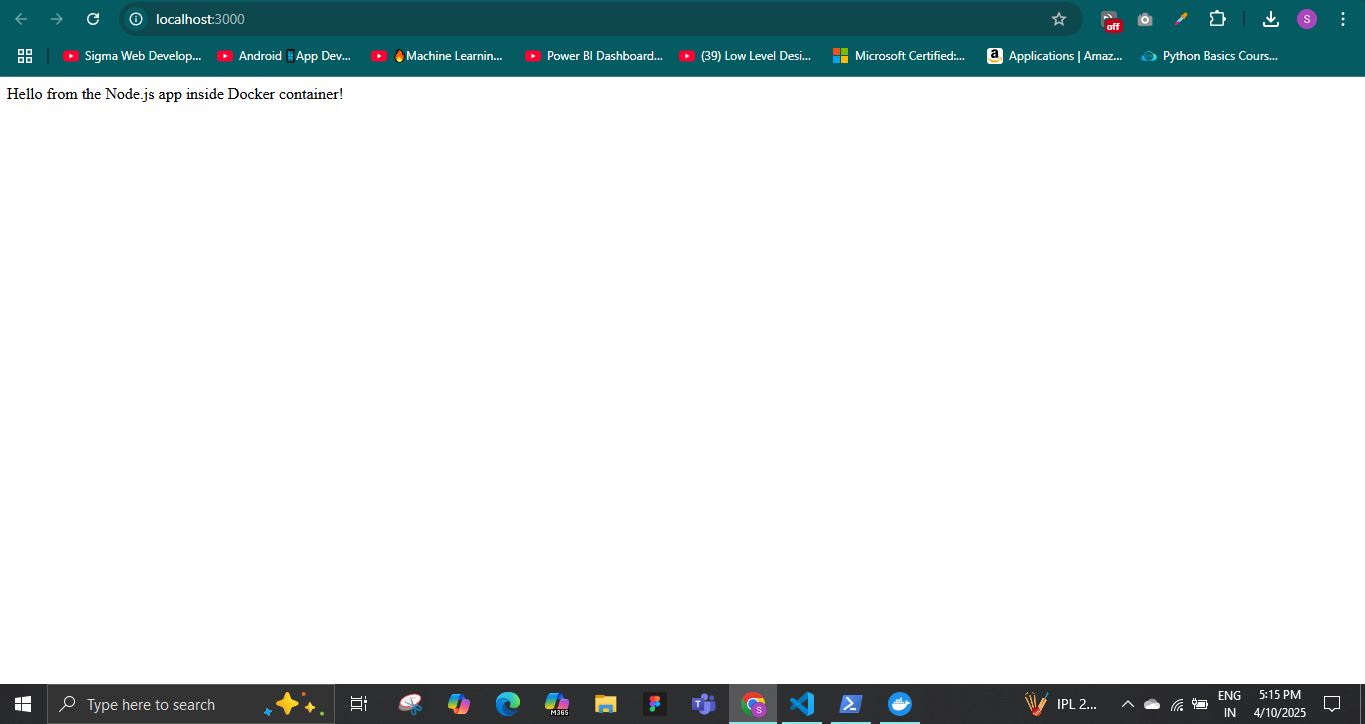 localhost:3000
S
off
Sigma Web Develop...
Android 📱App Dev...
🔥Machine Learnin...
Power BI Dashboard...
(39) Low Level Desi...
Microsoft Certified:...
a
Applications | Amaz...
Python Basics Cours...
Hello from the Node.js app inside Docker container!
Type here to search
M365
T
S
IPL 2...
ENG
IN
5:15 PM
4/10/2025